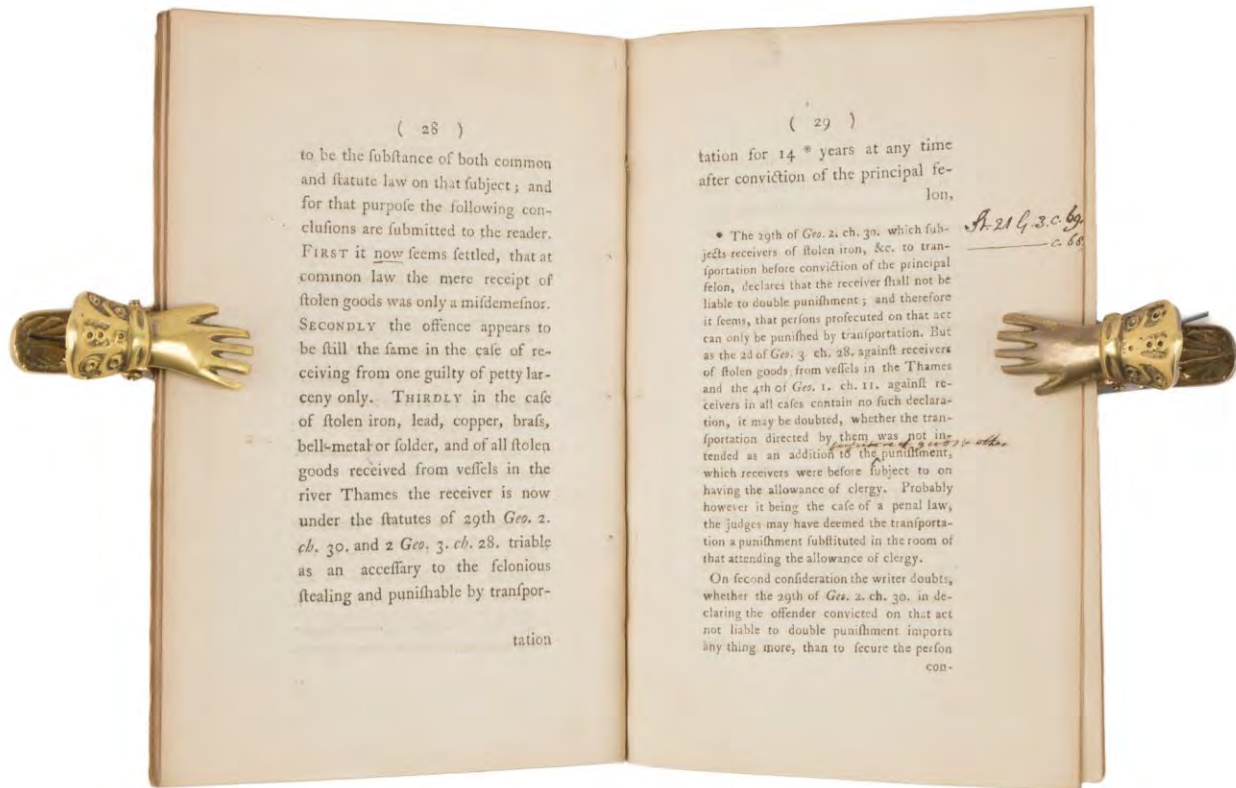 ( 28 )
to be the ſubſtance of both common
and ſtatute law on that ſubject; and
for that purpoſe the following con-
cluſions are ſubmitted to the reader.
FIRST it now ſeems ſettled, that at
common law the mere receipt of
ſtolen goods was only a miſdemeſnor.
SECONDLY the offence appears to
be ſtill the ſame in the caſe of re-
ceiving from one guilty of petty lar-
ceny only. THIRDLY in the caſe
of ſtolen iron, lead, copper, braſs,
bell-metal or ſolder, and of all ſtolen
goods received from veſſels in the
river Thames the receiver is now
under the ſtatutes of 29th Geo. 2.
ch. 30. and 2 Geo. 3. ch. 28. triable
as an acceſſary to the felonious
ſtealing and puniſhable by tranſpor-
tation
( 29 )
tation for 14 * years at any time
after conviction of the principal fe-
lon,
* The 29th of Geo. 2. ch. 30. which ſub-
jects receivers of ſtolen iron, &c. to tran-
ſportation before conviction of the principal
felon, declares that the receiver ſhall not be
liable to double puniſhment; and therefore
it ſeems, that perſons proſecuted on that act
can only be puniſhed by tranſportation. But
as the 2d of Geo. 3. ch. 28. againſt receivers
of ſtolen goods from veſſels in the Thames
and the 4th of Geo. 1. ch. 11. againſt re-
ceivers in all caſes contain no ſuch declara-
tion, it may be doubted, whether the tran-
ſportation directed by them was not in-
& other
tended as an addition to the puniſhment,
which receivers were before ſubject to on
having the allowance of clergy. Probably
however it being the caſe of a penal law,
the judges may have deemed the tranſporta-
tion a puniſhment ſubſtituted in the room of
that attending the allowance of clergy.
On ſecond conſideration the writer doubts,
whether the 29th of Geo. 2. ch. 30. in de-
claring the offender convicted on that act
not liable to double puniſhment imports
any thing more, than to ſecure the perſon
con-
St. 21 G. 3. c. 69.
c. 68